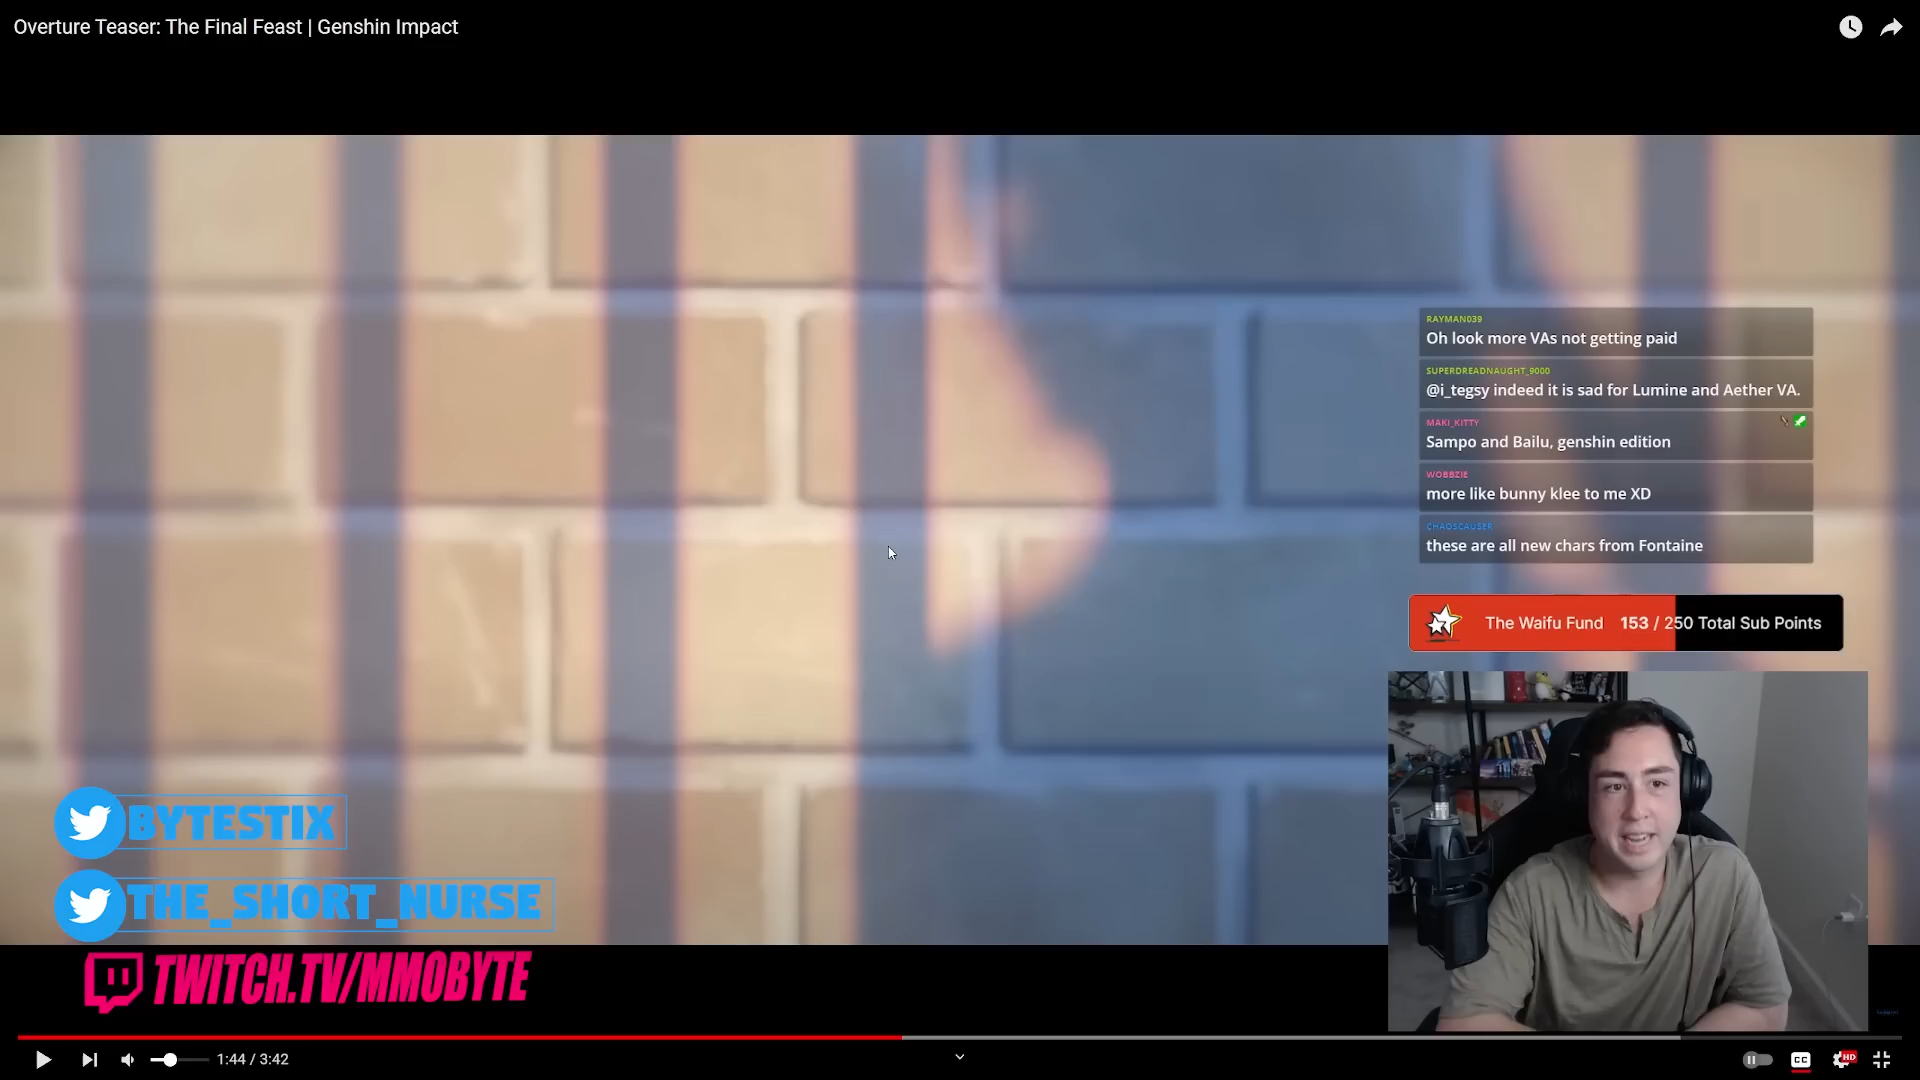 Overture Teaser: The Final Feast | Genshin Impact
RAYMAN039
Oh look more VAs not getting paid
SUPERDREADNAUGHT_9000
@i_tegsy indeed it is sad for Lumine and Aether VA.
MAKI_KITTY
Sampo and Bailu, genshin edition
WOBBZIE
more like bunny klee to me XD
CHAOSCAUSER
these are all new chars from Fontaine
The Waifu Fund 153 / 250 Total Sub Points
BYTESTIX
THE_SHORT_NURSE
TWITCH.TV/MMOBYTE
1:44 / 3:42
CC
HD